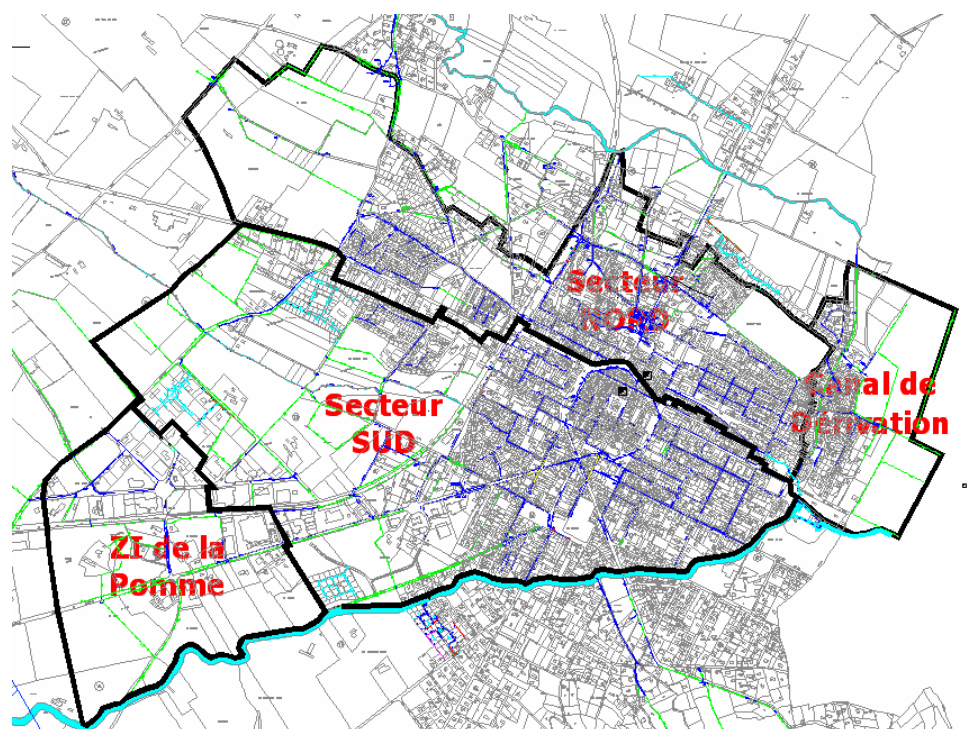 Secteur
NORD
Canal de
Dérivation
Secteur
SUD
ZI de la
Pomme